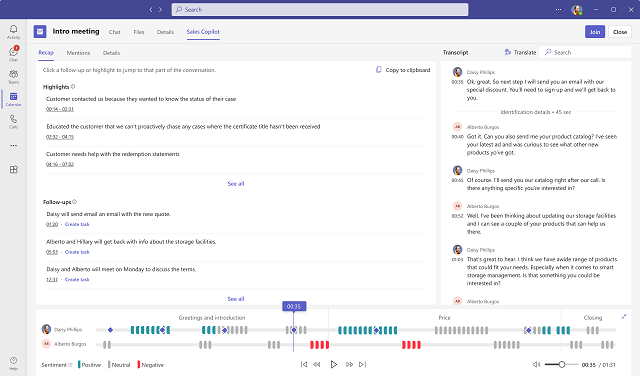 Search
Intro meeting
Chat
Files
Details
Sales Copilot
Join
Close
Activity
Chat
Teams
Calendar
Calls
Help
Recap
Mentions
Details
Click a follow-up or highlight to jump to that part of the conversation.
Copy to clipboard
Highlights
Customer contacted us because they wanted to know the status of their case
00:14 - 02:31
Educated the customer that we can't proactively chase any cases where the certificate title hasn't been received
02:32 - 04:15
Customer needs help with the redemption statements
04:16 - 07:02
See all
Follow-ups
Daisy will send email an email with the new quote.
01:20 · Create task
Alberto and Hillary will get back with info about the storage facilities.
05:53 · Create task
Daisy and Alberto will meet on Monday to discuss the terms.
12:37 · Create task
See all
Transcript
Translate
Search
Daisy Phillips
00:35
Ok, great, So next step I will send you an email with our
special discount. You'll need to sign up and we'll get back to
you.
Identification details • 45 sec
AB
Alberto Burgos
00:40
Got it. Can you also send me your product catalog? I've seen
your latest ad and was curious to see what other new
products yo've got.
Daisy Phillips
00:45
Of course. I'll send you our catalog right after our call. Is
there anything specific you're interested in?
AB
Alberto Burgos
00:52
Well, I've been thinking about updating our storage facilities
and I can see a couple of your products that can help us
there.
Daisy Phillips
01:03
That's great to hear. I think we have awide range of products
that could fit your needs. Especially when it comes to smart
storage management. Is that something you could be
interested in?
AB
Alberto Burgos
00:35
Greetings and introduction
Price
Closing
Daisy Phillips
AB
Alberto Burgos
Sentiment
Positive
Neutral
Negative
00:35 / 01:31